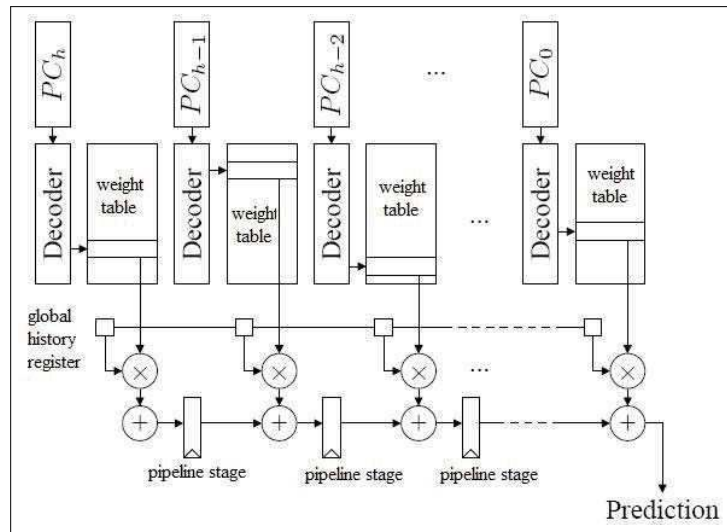 PC_h
PC_{h-1}
PC_{h-2}
...
PC_0
Decoder
weight
table
Decoder
weight
table
Decoder
weight
table
...
Decoder
weight
table
global
history
register
×
×
×
...
×
+
+
+
+
pipeline stage
pipeline stage
pipeline stage
Prediction